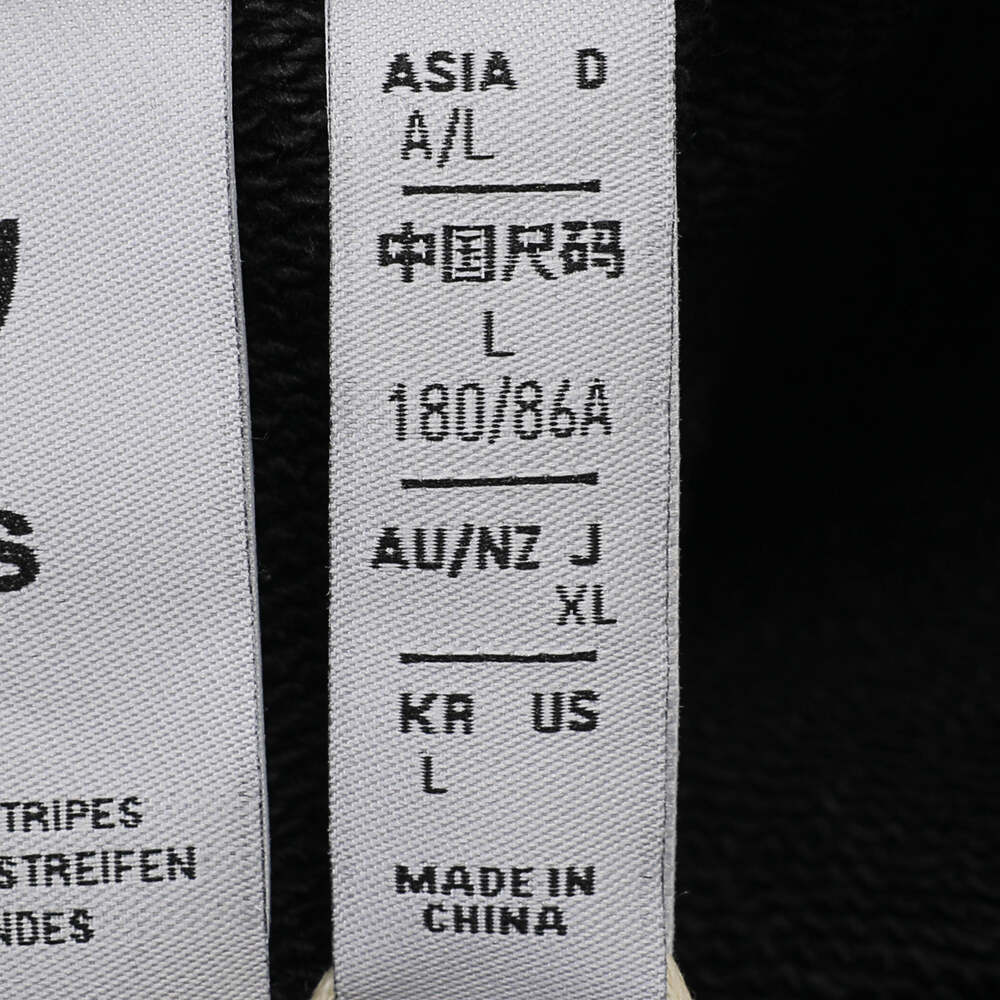 ASIA D
A/L
中国尺码
L
180/86A
AU/NZ J
XL
KR US
L
MADE IN
CHINA
S
TRIPES
STREIFEN
NDES